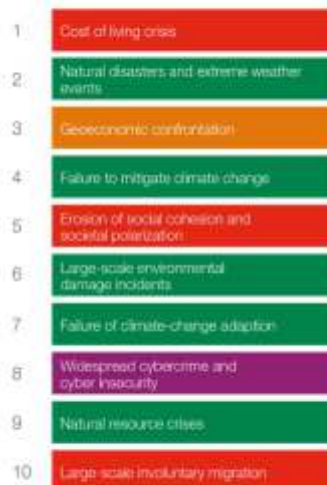 1 Cost of living crisis
2 Natural disasters and extreme weather
events
3 Geoeconomic confrontation
4 Failure to mitigate climate change
5 Erosion of social cohesion and
societal polarization
6 Large-scale environmental
damage incidents
7 Failure of climate-change adaption
8 Widespread cybercrime and
cyber insecurity
9 Natural resource crises
10 Large-scale involuntary migration